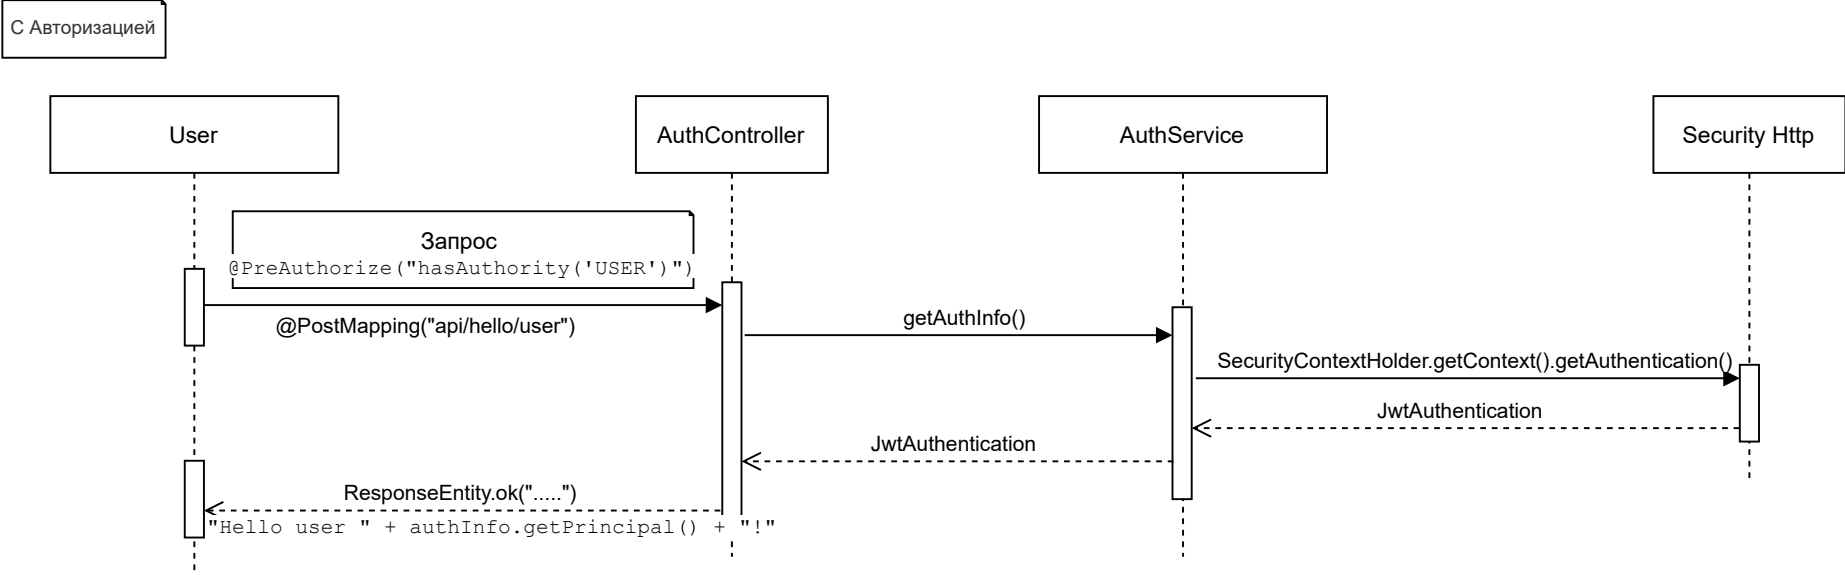 С Авторизацией
User
AuthController
AuthService
Security Http
Запрос
@PreAuthorize("hasAuthority('USER')")
@PostMapping("api/hello/user")
getAuthInfo()
SecurityContextHolder.getContext().getAuthentication()
JwtAuthentication
JwtAuthentication
ResponseEntity.ok(".....")
"Hello user " + authInfo.getPrincipal() + "!"